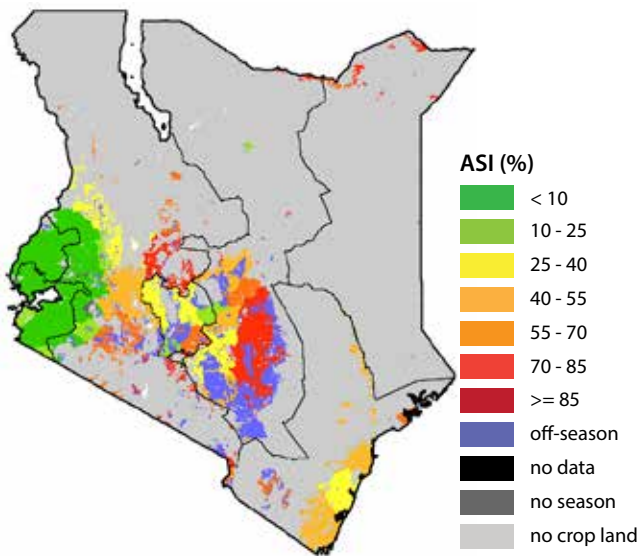 ASI (%)
< 10
10 - 25
25 - 40
40 - 55
55 - 70
70 - 85
>= 85
off-season
no data
no season
no crop land